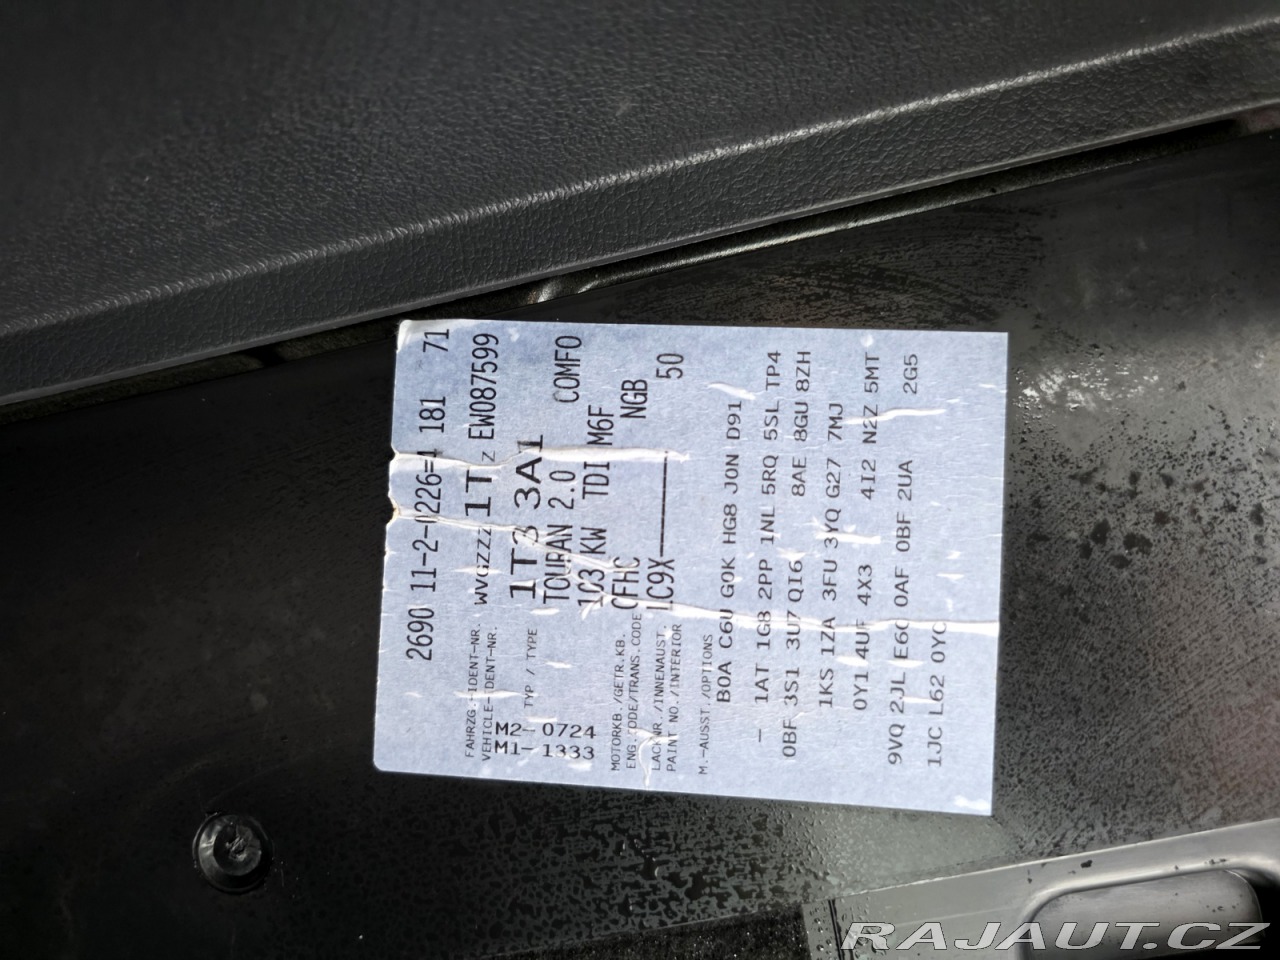 2690 11-2-0226=4 181 71
FAHRZG.-IDENT-NR.
VEHICLE-IDENT-NR.
WVGZZZ 1T Z EW087599
TYP / TYPE
1T3 3A1
TOURAN 2.0 COMFO
103 KW TDI M6F
M2- 0724
M1- 1333
MOTORKB./GETR.KB.
ENG.CODE/TRANS.CODE
CFHC NGB
LACKNR./INNENAUST.
PAINT NO./INTERIOR
LC9X 50
M.-AUSST./OPTIONS
B0A C6U G0K HG8 J0N D91
- 1AT 1G8 2PP 1NL 5RQ 5SL TP4
0BF 3S1 3U7 QI6 8AE 8GU 8ZH
1KS 1ZA 3FU 3YQ G27 7MJ
0Y1 4UF 4X3 4I2 N2Z 5MT
9VQ 2JL E6C 0AF 0BF 2UA 2G5
1JC L62 0YC
RAJAUT.CZ